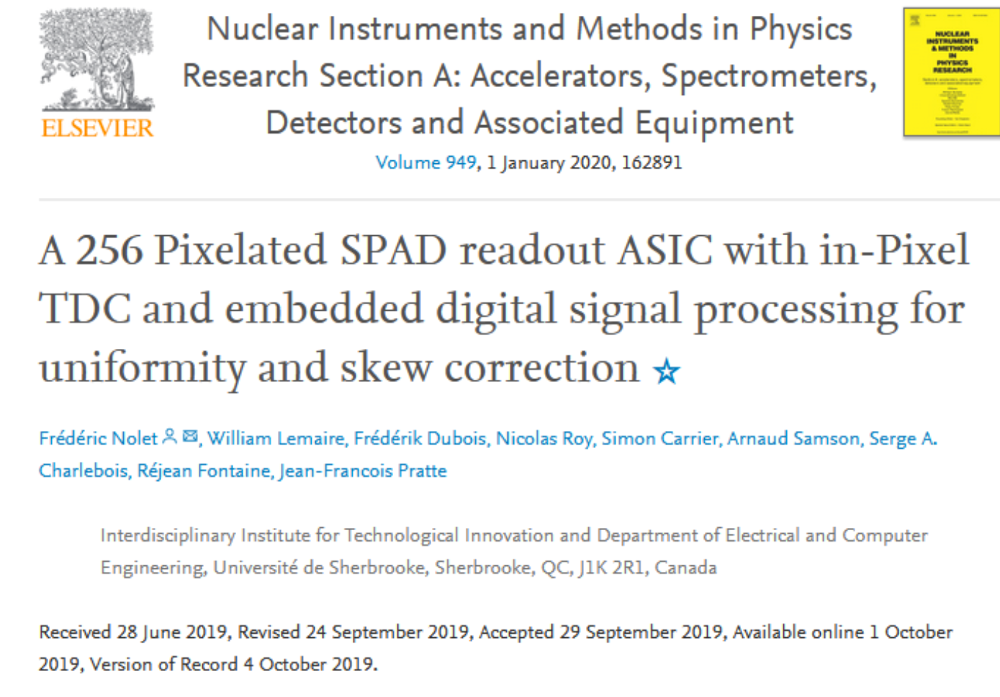 ELSEVIER
Nuclear Instruments and Methods in Physics
Research Section A: Accelerators, Spectrometers,
Detectors and Associated Equipment
Volume 949, 1 January 2020, 162891
NUCLEAR
INSTRUMENTS
& METHODS
IN
PHYSICS
RESEARCH
A 256 Pixelated SPAD readout ASIC with in-Pixel
TDC and embedded digital signal processing for
uniformity and skew correction ☆
Frédéric Nolet, William Lemaire, Frédérik Dubois, Nicolas Roy, Simon Carrier, Arnaud Samson, Serge A.
Charlebois, Réjean Fontaine, Jean-Francois Pratte
Interdisciplinary Institute for Technological Innovation and Department of Electrical and Computer
Engineering, Université de Sherbrooke, Sherbrooke, QC, J1K 2R1, Canada
Received 28 June 2019, Revised 24 September 2019, Accepted 29 September 2019, Available online 1 October
2019, Version of Record 4 October 2019.